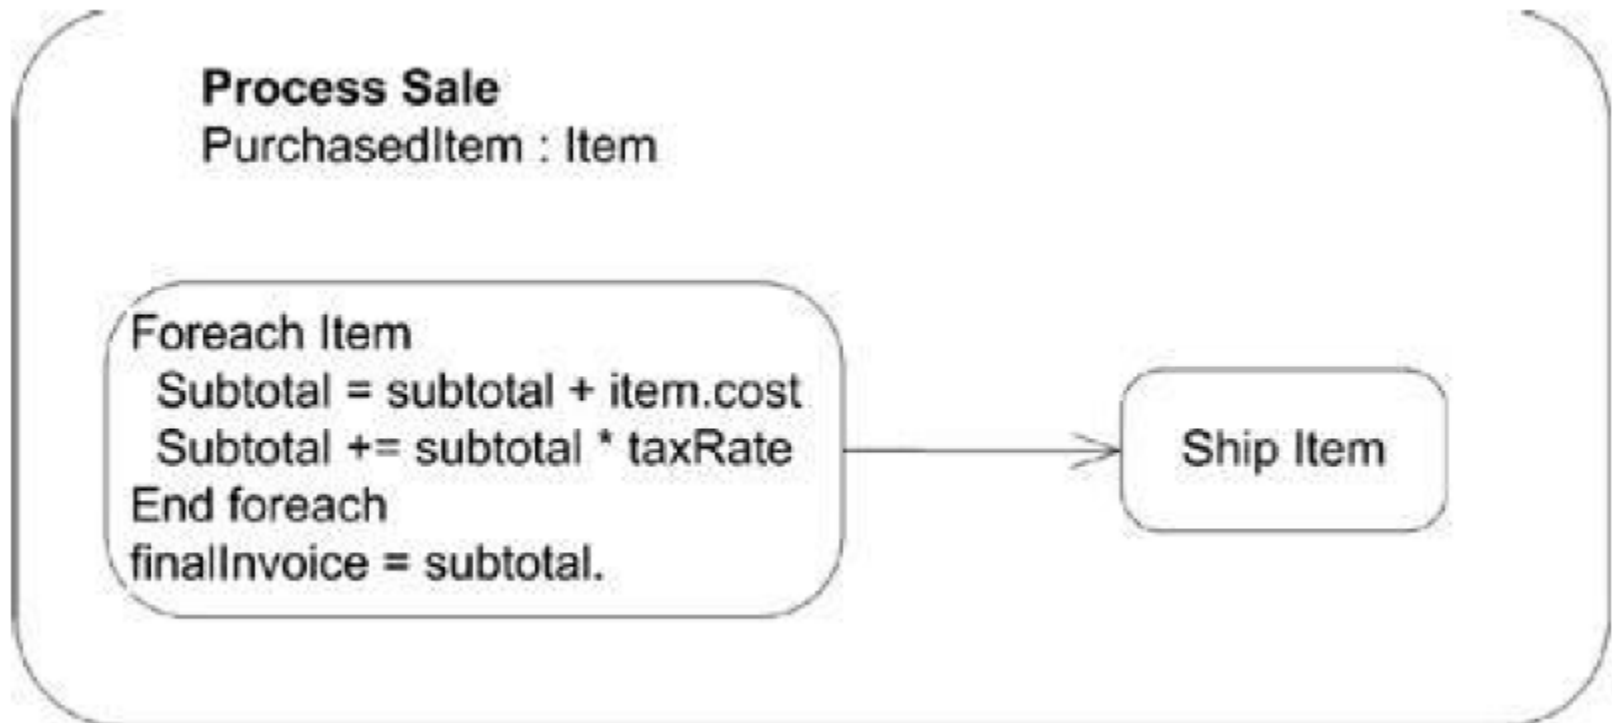 Process Sale
PurchasedItem : Item
Foreach Item
Subtotal = subtotal + item.cost
Subtotal += subtotal * taxRate
End foreach
finalInvoice = subtotal.
Ship Item